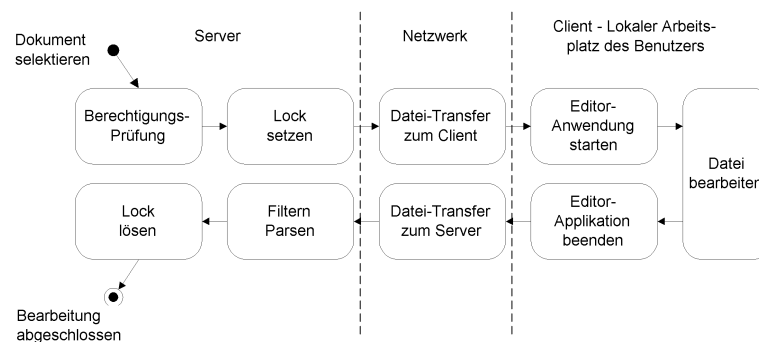 Dokument
selektieren
Server
Netzwerk
Client - Lokaler Arbeits-
platz des Benutzers
Berechtigungs-
Prüfung
Lock
setzen
Datei-Transfer
zum Client
Editor-
Anwendung
starten
Datei
bearbeiten
Lock
lösen
Filtern
Parsen
Datei-Transfer
zum Server
Editor-
Applikation
beenden
Bearbeitung
abgeschlossen